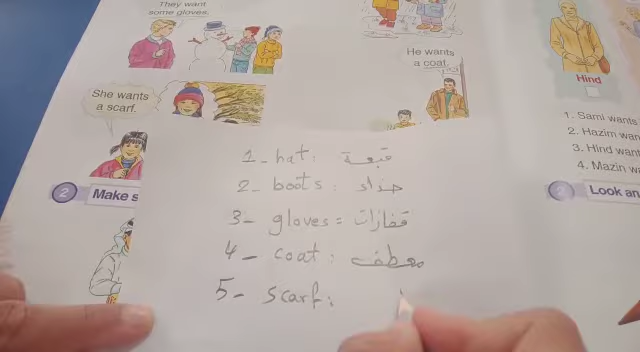 They want
some gloves.
He wants
a coat.
She wants
a scarf.
Hind
1. Sami wants
2. Hazim wan
3. Hind want
4. Mazin w
2 Make s
2 Look an
1- hat: قبعة
2- boots: حذاء
3- gloves = قفازات
4- coat: معطف
5- scarf: